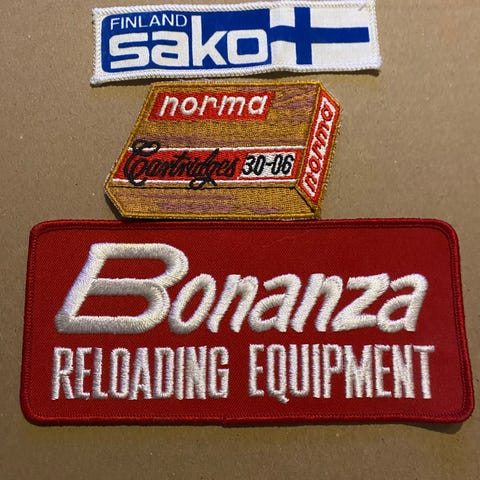 FINLAND
sako
norma
norma
Cartridges 30-06
Bonanza
RELOADING EQUIPMENT